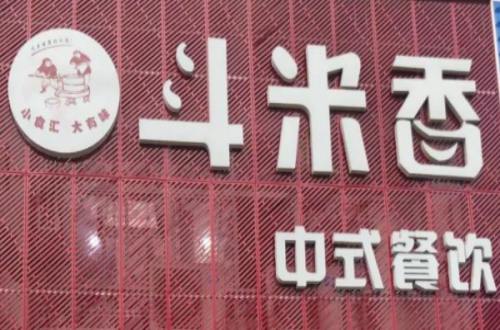 小食汇 大有味
斗米香
中式餐饮